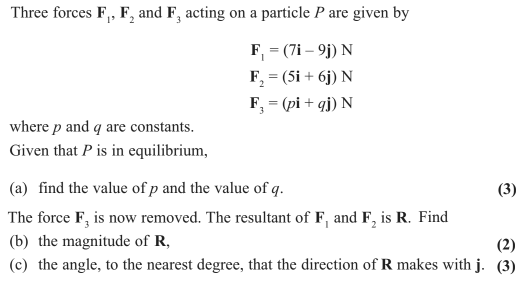 Three forces F₁, F₂ and F₃ acting on a particle P are given by
F₁ = (7i – 9j) N
F₂ = (5i + 6j) N
F₃ = (pi + qj) N
where p and q are constants.
Given that P is in equilibrium,
(a) find the value of p and the value of q. (3)
The force F₃ is now removed. The resultant of F₁ and F₂ is R. Find
(b) the magnitude of R, (2)
(c) the angle, to the nearest degree, that the direction of R makes with j. (3)